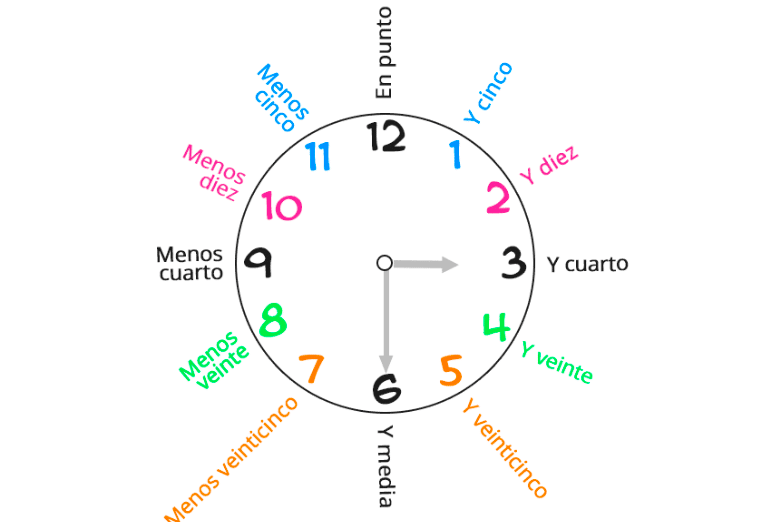 En punto
12
Y cinco
1
Y diez
2
Y cuarto
3
Y veinte
4
Y veinticinco
5
Y media
6
Menos veinticinco
7
Menos
veinte
8
Menos
cuarto
9
Menos
diez
10
Menos
cinco
11